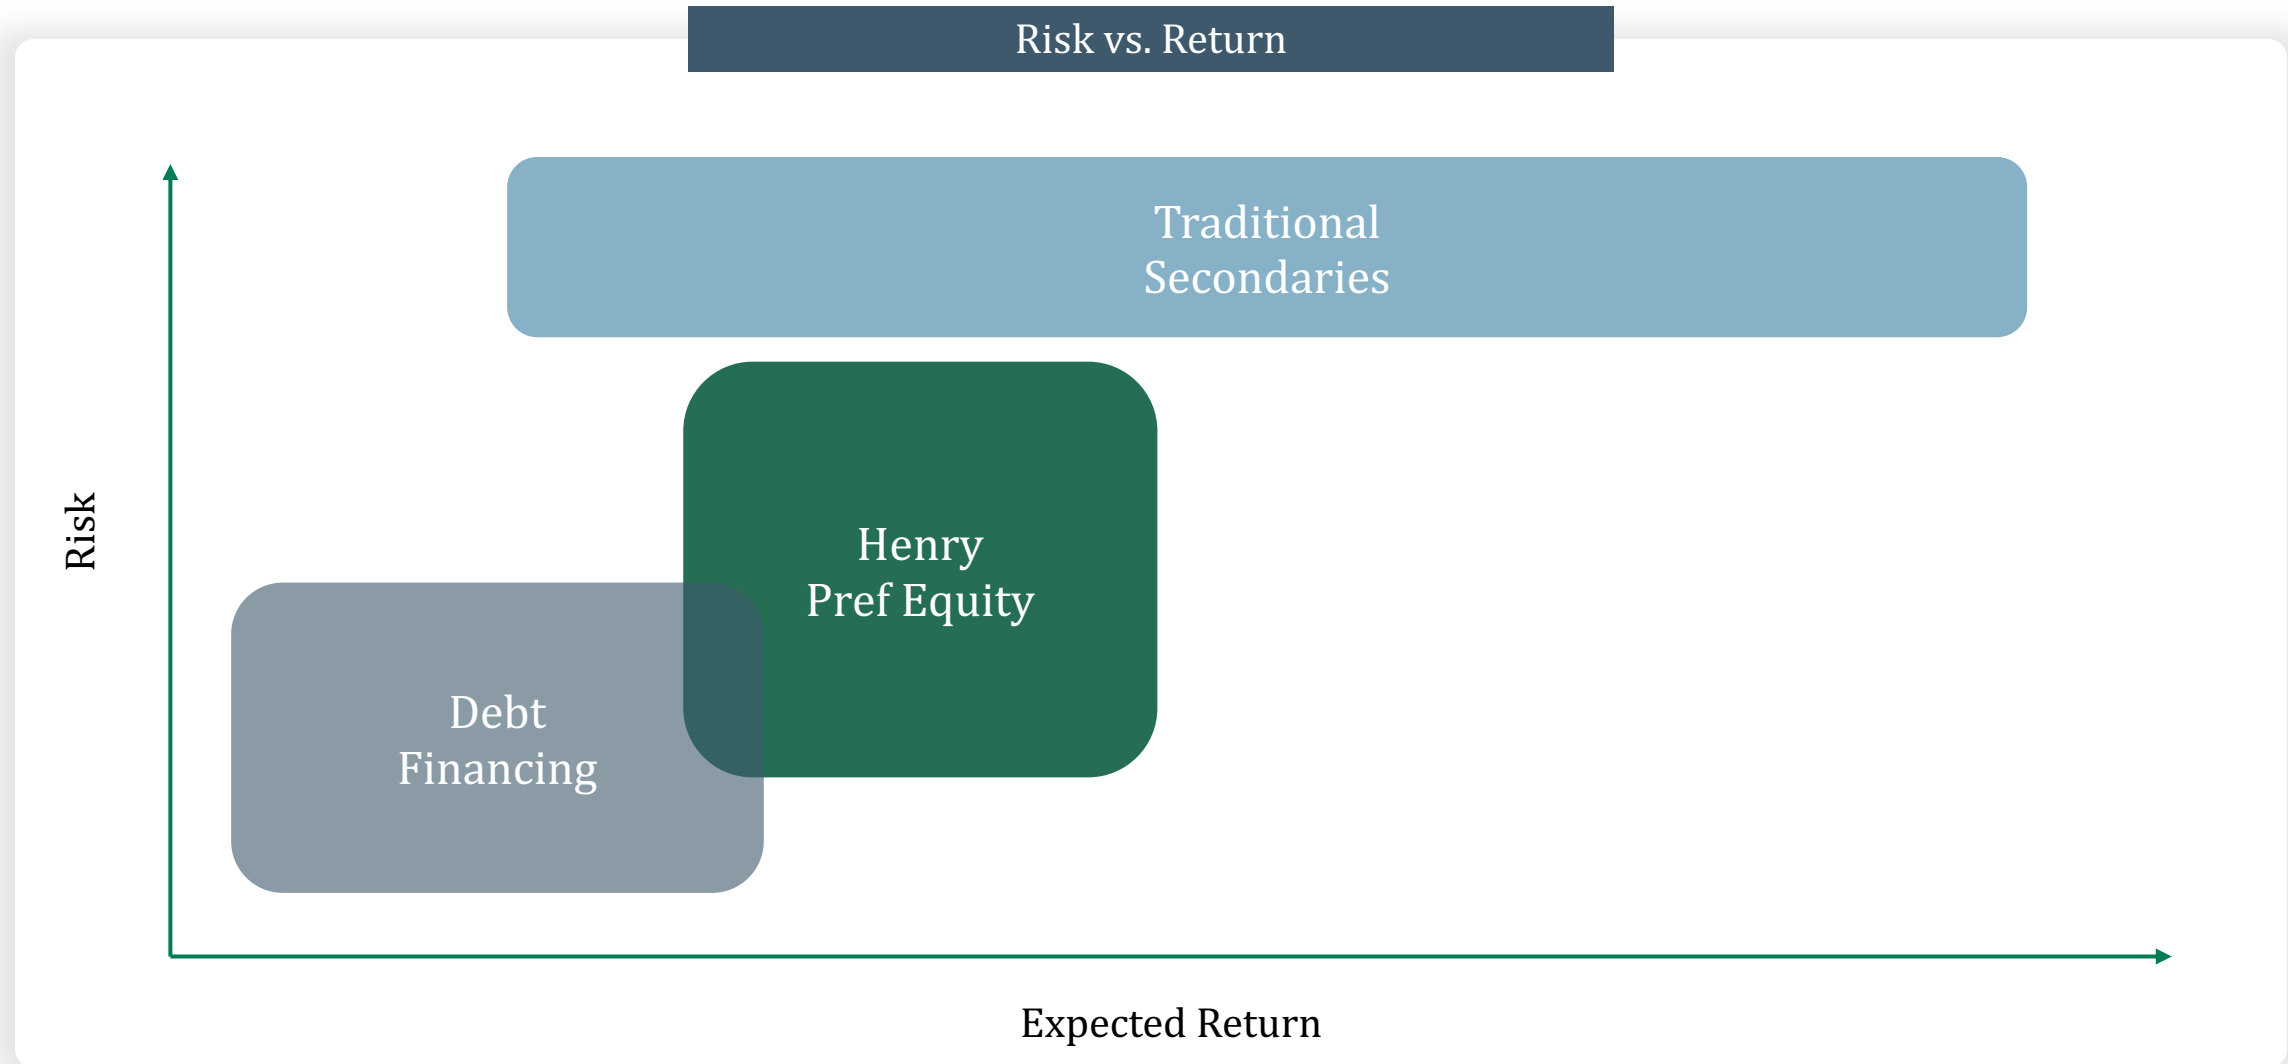 Risk vs. Return
Traditional
Secondaries
Risk
Henry
Pref Equity
Debt
Financing
Expected Return